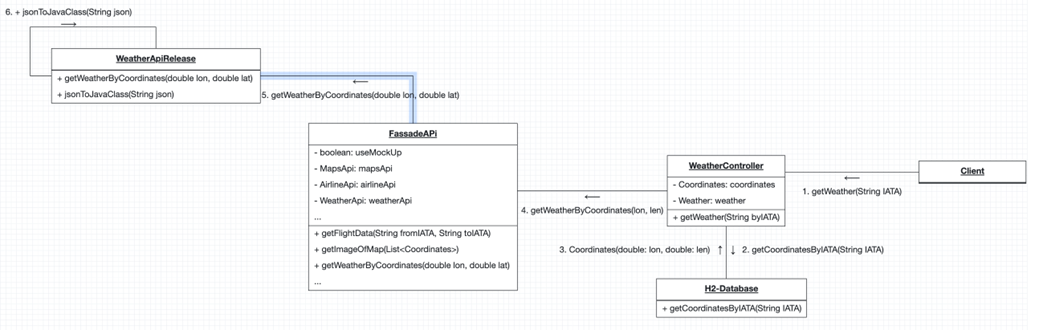 6. + jsonToJavaClass(String json)
WeatherApiRelease
+ getWeatherByCoordinates(double lon, double lat)
+ jsonToJavaClass(String json)
5. getWeatherByCoordinates(double lon, double lat)
FassadeAPi
- boolean: useMockUp
- MapsApi: mapsApi
- AirlineApi: airlineApi
- WeatherApi: weatherApi
...
+ getFlightData(String fromIATA, String toIATA)
+ getImageOfMap(List<Coordinates>)
+ getWeatherByCoordinates(double lon, double lat)
...
4. getWeatherByCoordinates(lon, len)
WeatherController
- Coordinates: coordinates
- Weather: weather
+ getWeather(String byIATA)
Client
1. getWeather(String IATA)
3. Coordinates(double: lon, double: len)
2. getCoordinatesByIATA(String IATA)
H2-Database
+ getCoordinatesByIATA(String IATA)